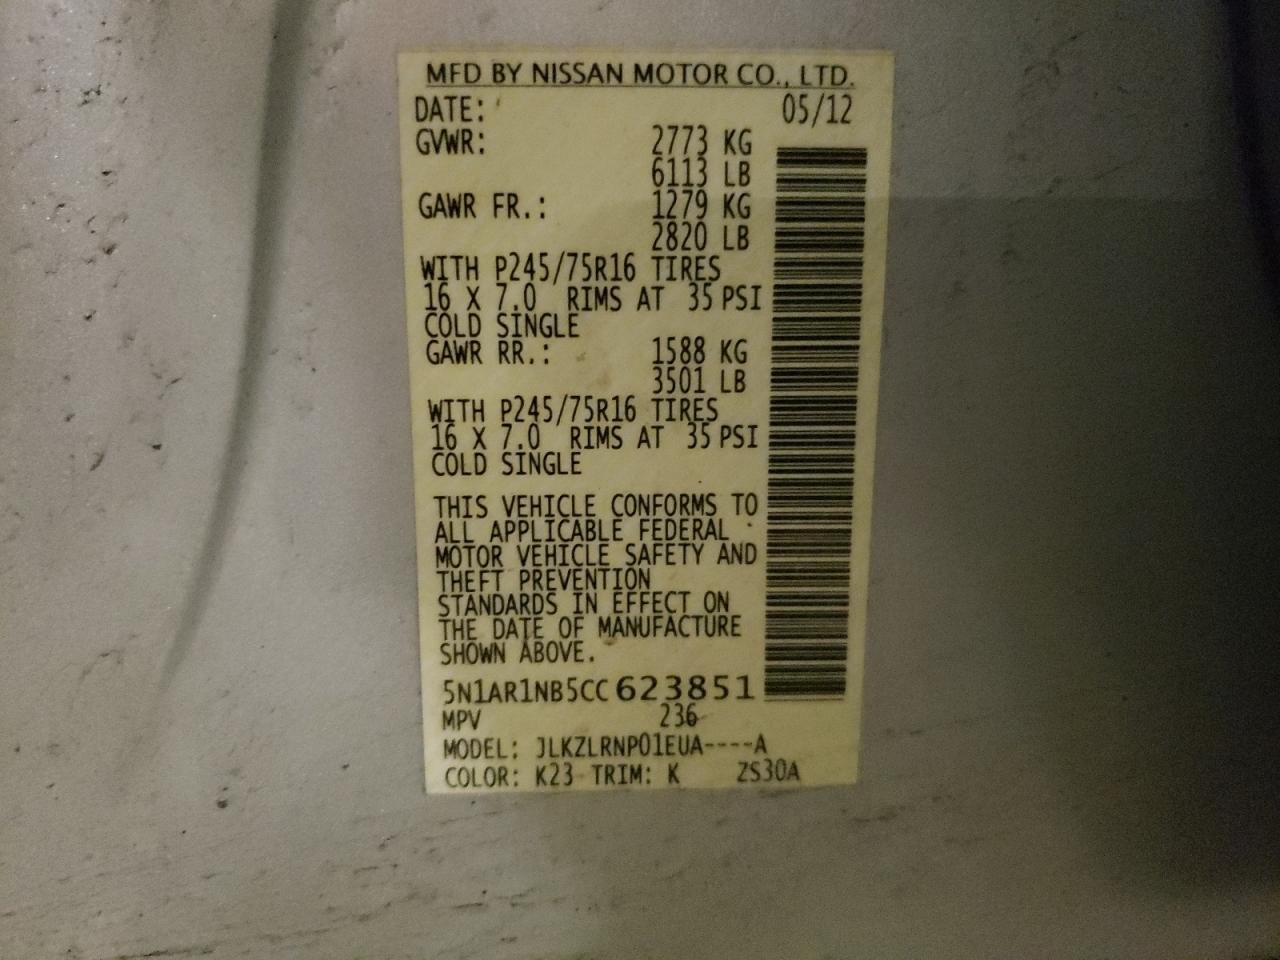 MFD BY NISSAN MOTOR CO., LTD.
DATE: 05/12
GVWR: 2773 KG
6113 LB
GAWR FR.: 1279 KG
2820 LB
WITH P245/75R16 TIRES
16 X 7.0 RIMS AT 35 PSI
COLD SINGLE
GAWR RR.: 1588 KG
3501 LB
WITH P245/75R16 TIRES
16 X 7.0 RIMS AT 35 PSI
COLD SINGLE
THIS VEHICLE CONFORMS TO
ALL APPLICABLE FEDERAL
MOTOR VEHICLE SAFETY AND
THEFT PREVENTION
STANDARDS IN EFFECT ON
THE DATE OF MANUFACTURE
SHOWN ABOVE.
5N1AR1NB5CC623851
MPV 236
MODEL: JLKZLRNP01EUA----A
COLOR: K23 TRIM: K ZS30A